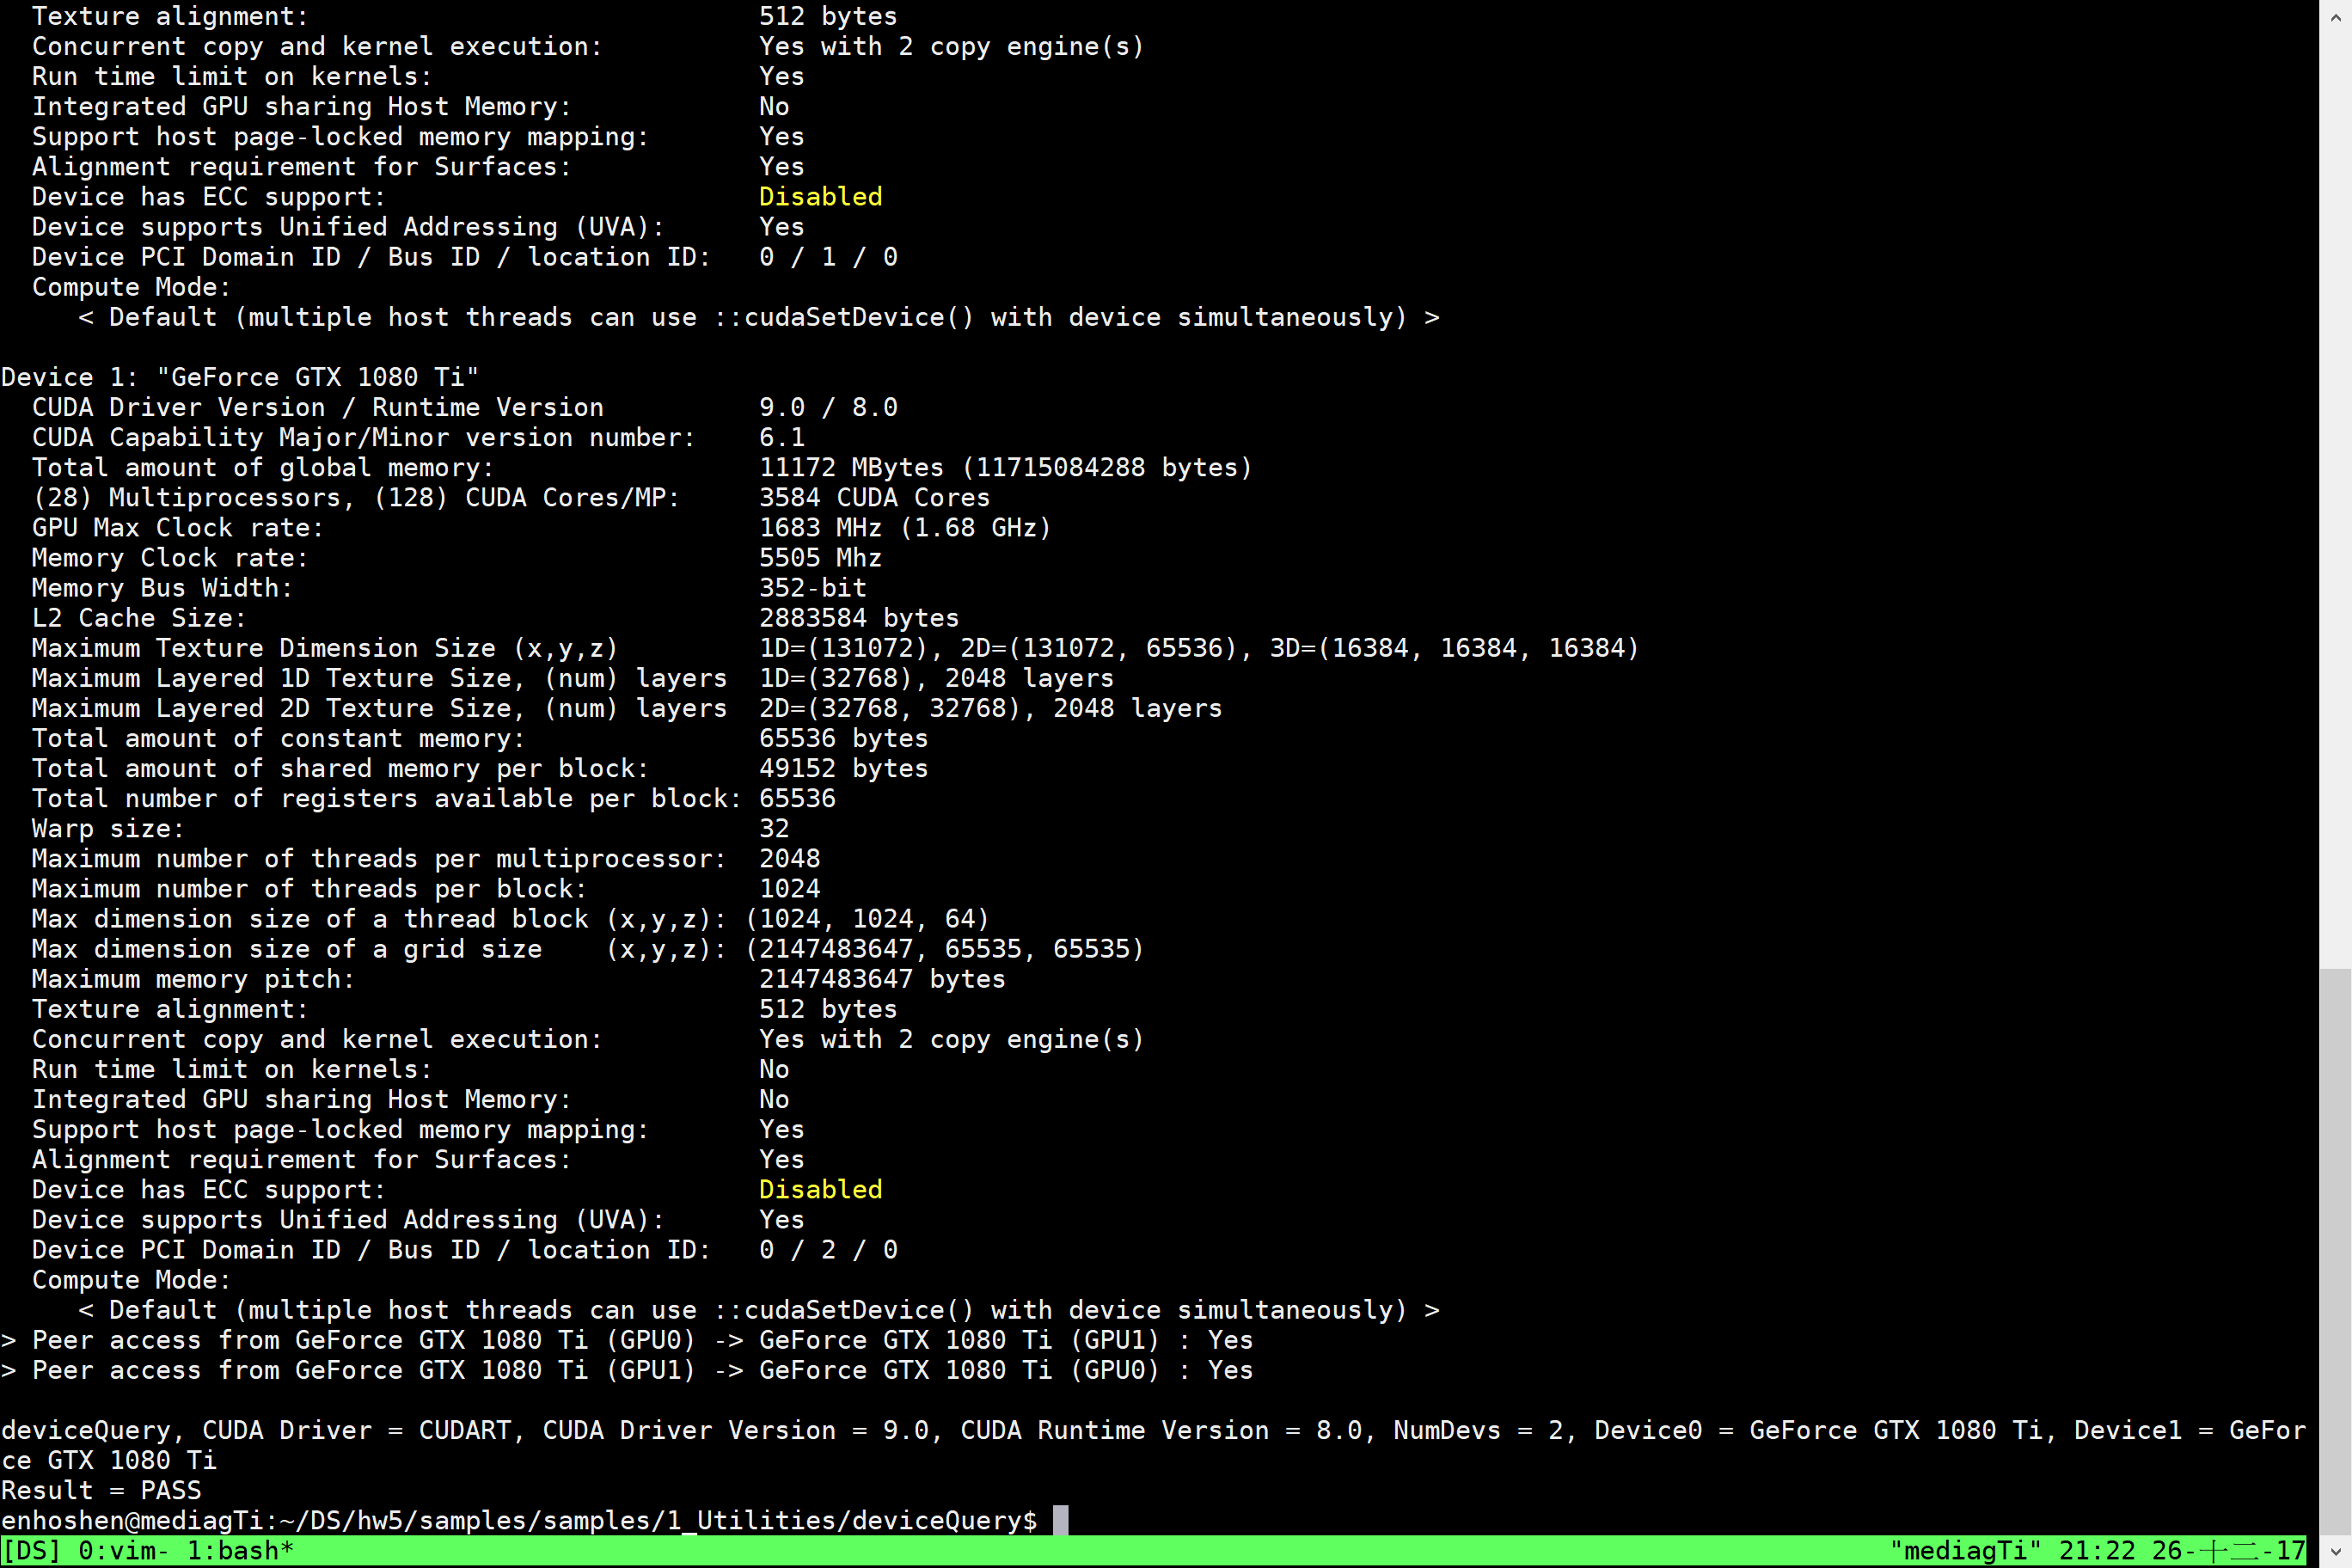 Texture alignment:                             512 bytes
  Concurrent copy and kernel execution:          Yes with 2 copy engine(s)
  Run time limit on kernels:                     Yes
  Integrated GPU sharing Host Memory:            No
  Support host page-locked memory mapping:       Yes
  Alignment requirement for Surfaces:            Yes
  Device has ECC support:                        Disabled
  Device supports Unified Addressing (UVA):      Yes
  Device PCI Domain ID / Bus ID / location ID:   0 / 1 / 0
  Compute Mode:
     < Default (multiple host threads can use ::cudaSetDevice() with device simultaneously) >

Device 1: "GeForce GTX 1080 Ti"
  CUDA Driver Version / Runtime Version          9.0 / 8.0
  CUDA Capability Major/Minor version number:    6.1
  Total amount of global memory:                 11172 MBytes (11715084288 bytes)
  (28) Multiprocessors, (128) CUDA Cores/MP:     3584 CUDA Cores
  GPU Max Clock rate:                            1683 MHz (1.68 GHz)
  Memory Clock rate:                             5505 Mhz
  Memory Bus Width:                              352-bit
  L2 Cache Size:                                 2883584 bytes
  Maximum Texture Dimension Size (x,y,z)         1D=(131072), 2D=(131072, 65536), 3D=(16384, 16384, 16384)
  Maximum Layered 1D Texture Size, (num) layers  1D=(32768), 2048 layers
  Maximum Layered 2D Texture Size, (num) layers  2D=(32768, 32768), 2048 layers
  Total amount of constant memory:               65536 bytes
  Total amount of shared memory per block:       49152 bytes
  Total number of registers available per block: 65536
  Warp size:                                     32
  Maximum number of threads per multiprocessor:  2048
  Maximum number of threads per block:           1024
  Max dimension size of a thread block (x,y,z): (1024, 1024, 64)
  Max dimension size of a grid size    (x,y,z): (2147483647, 65535, 65535)
  Maximum memory pitch:                          2147483647 bytes
  Texture alignment:                             512 bytes
  Concurrent copy and kernel execution:          Yes with 2 copy engine(s)
  Run time limit on kernels:                     No
  Integrated GPU sharing Host Memory:            No
  Support host page-locked memory mapping:       Yes
  Alignment requirement for Surfaces:            Yes
  Device has ECC support:                        Disabled
  Device supports Unified Addressing (UVA):      Yes
  Device PCI Domain ID / Bus ID / location ID:   0 / 2 / 0
  Compute Mode:
     < Default (multiple host threads can use ::cudaSetDevice() with device simultaneously) >
> Peer access from GeForce GTX 1080 Ti (GPU0) -> GeForce GTX 1080 Ti (GPU1) : Yes
> Peer access from GeForce GTX 1080 Ti (GPU1) -> GeForce GTX 1080 Ti (GPU0) : Yes

deviceQuery, CUDA Driver = CUDART, CUDA Driver Version = 9.0, CUDA Runtime Version = 8.0, NumDevs = 2, Device0 = GeForce GTX 1080 Ti, Device1 = GeFor
ce GTX 1080 Ti
Result = PASS
enhoshen@mediagTi:~/DS/hw5/samples/samples/1_Utilities/deviceQuery$
[DS] 0:vim- 1:bash*                    "mediagTi" 21:22 26-十二-17